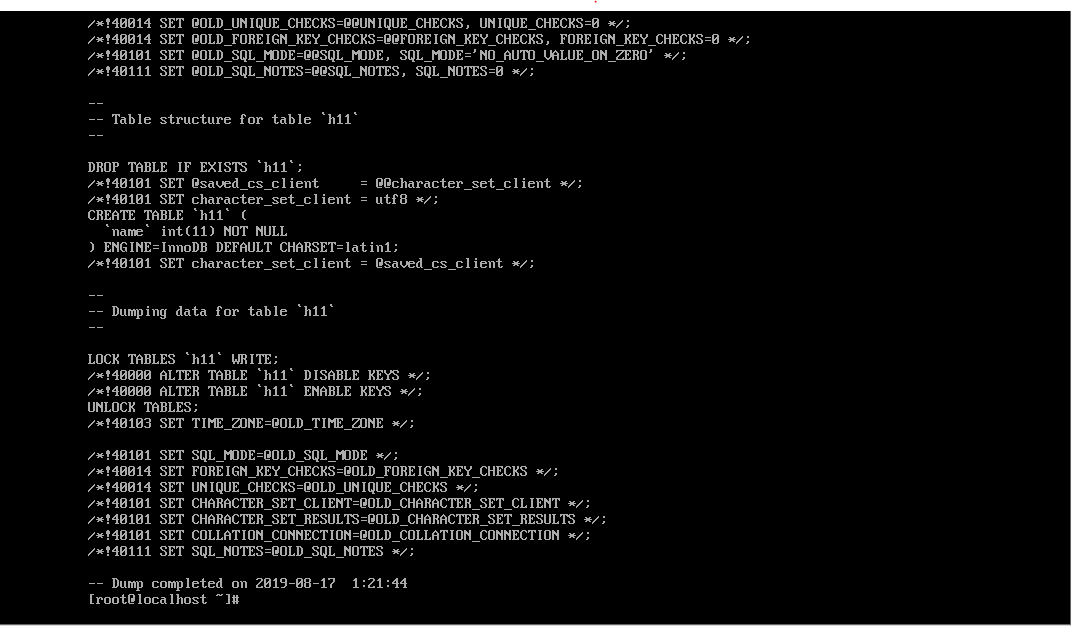 /*!40014 SET @OLD_UNIQUE_CHECKS=@@UNIQUE_CHECKS, UNIQUE_CHECKS=0 */;
/*!40014 SET @OLD_FOREIGN_KEY_CHECKS=@@FOREIGN_KEY_CHECKS, FOREIGN_KEY_CHECKS=0 */;
/*!40101 SET @OLD_SQL_MODE=@@SQL_MODE, SQL_MODE='NO_AUTO_VALUE_ON_ZERO' */;
/*!40111 SET @OLD_SQL_NOTES=@@SQL_NOTES, SQL_NOTES=0 */;
--
-- Table structure for table `h11`
--
DROP TABLE IF EXISTS `h11`;
/*!40101 SET @saved_cs_client     = @@character_set_client */;
/*!40101 SET character_set_client = utf8 */;
CREATE TABLE `h11` (
  `name` int(11) NOT NULL
) ENGINE=InnoDB DEFAULT CHARSET=latin1;
/*!40101 SET character_set_client = @saved_cs_client */;
--
-- Dumping data for table `h11`
--
LOCK TABLES `h11` WRITE;
/*!40000 ALTER TABLE `h11` DISABLE KEYS */;
/*!40000 ALTER TABLE `h11` ENABLE KEYS */;
UNLOCK TABLES;
/*!40103 SET TIME_ZONE=@OLD_TIME_ZONE */;
/*!40101 SET SQL_MODE=@OLD_SQL_MODE */;
/*!40014 SET FOREIGN_KEY_CHECKS=@OLD_FOREIGN_KEY_CHECKS */;
/*!40014 SET UNIQUE_CHECKS=@OLD_UNIQUE_CHECKS */;
/*!40101 SET CHARACTER_SET_CLIENT=@OLD_CHARACTER_SET_CLIENT */;
/*!40101 SET CHARACTER_SET_RESULTS=@OLD_CHARACTER_SET_RESULTS */;
/*!40101 SET COLLATION_CONNECTION=@OLD_COLLATION_CONNECTION */;
/*!40111 SET SQL_NOTES=@OLD_SQL_NOTES */;
-- Dump completed on 2019-08-17  1:21:44
[root@localhost ~]#